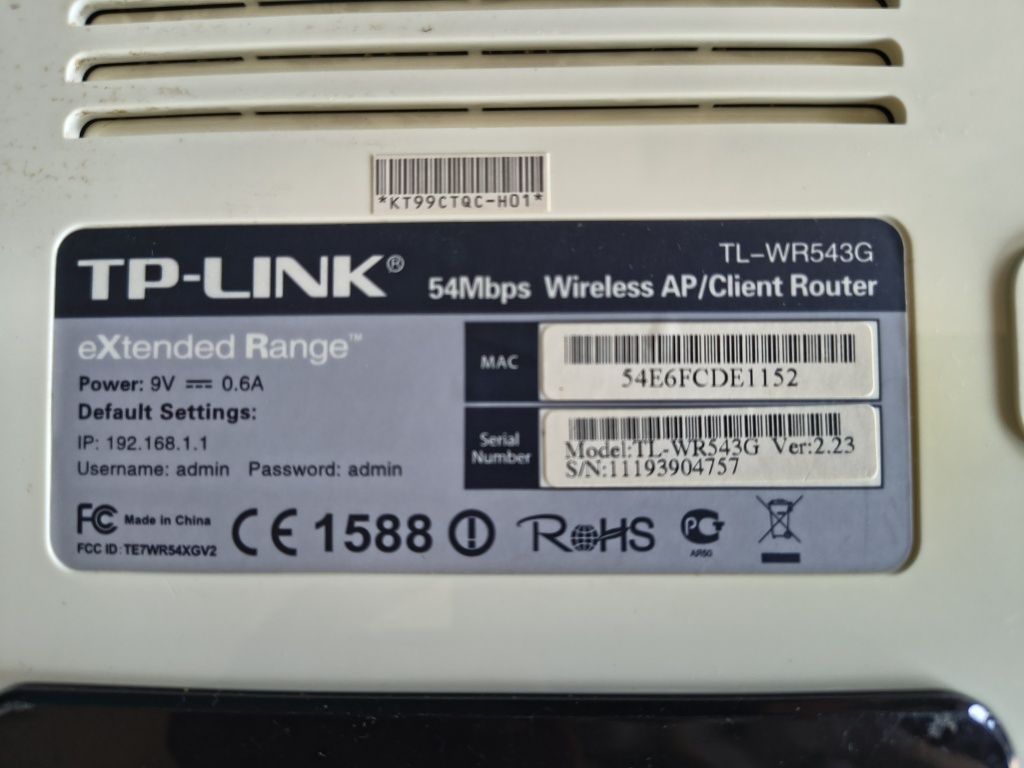 *KT99CTQC-H01*
TP-LINK®
TL-WR543G
54Mbps Wireless AP/Client Router
eXtended Range™
Power: 9V ⎓ 0.6A
Default Settings:
IP: 192.168.1.1
Username: admin Password: admin
MAC
54E6FCDE1152
Serial Number
Model:TL-WR543G Ver:2.23
S/N:11193904757
FC Made in China
FCC ID: TE7WR54XGV2
CE 1588
RoHS
PCT
AR50